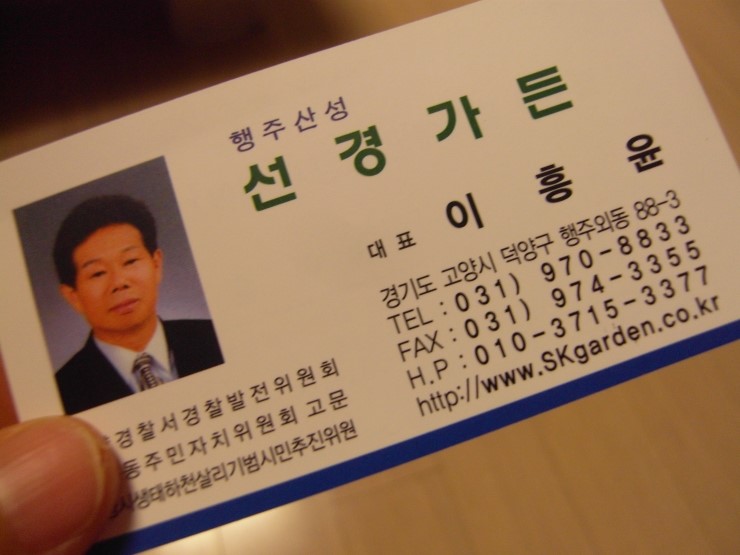 행주산성
선경가든
대표 이흥윤
경기도 고양시 덕양구 행주외동 88-3
TEL : 031) 970-8833
FAX : 031) 974-3355
H.P : 010-3715-3377
http://www.SKgarden.co.kr
경찰서경찰발전위원회
동주민자치위원회 고문
시생태하천살리기범시민추진위원